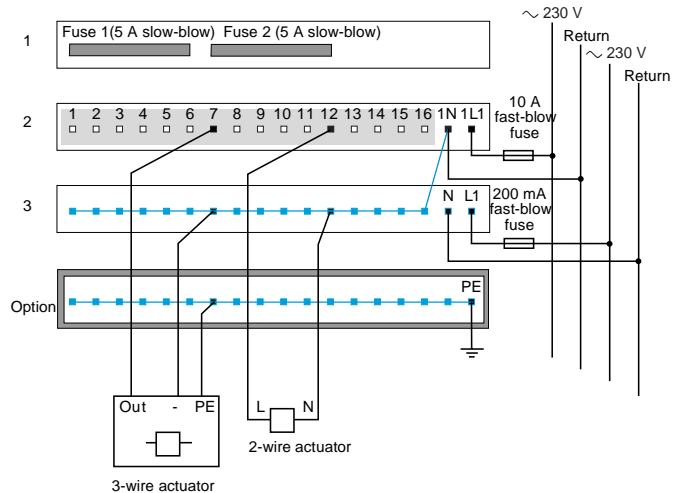 ∼ 230 V
1 Fuse 1(5 A slow-blow) Fuse 2 (5 A slow-blow)
Return
∼ 230 V
Return
2 1 2 3 4 5 6 7 8 9 10 11 12 13 14 15 16 1N 1L1
10 A
fast-blow
fuse
3 N L1
200 mA
fast-blow
fuse
Option PE
Out - PE
L N
2-wire actuator
3-wire actuator